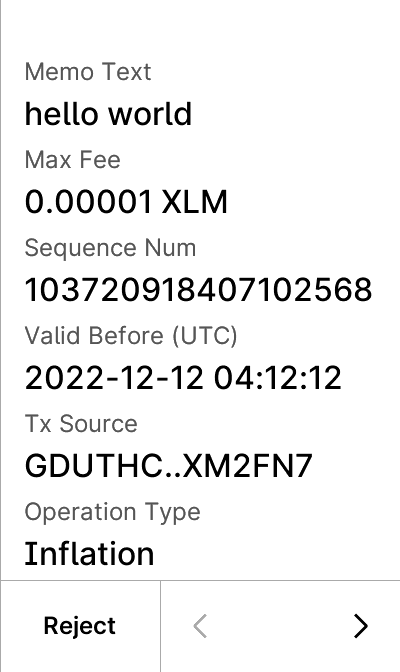 Memo Text
hello world
Max Fee
0.00001 XLM
Sequence Num
103720918407102568
Valid Before (UTC)
2022-12-12 04:12:12
Tx Source
GDUTHC..XM2FN7
Operation Type
Inflation
Reject